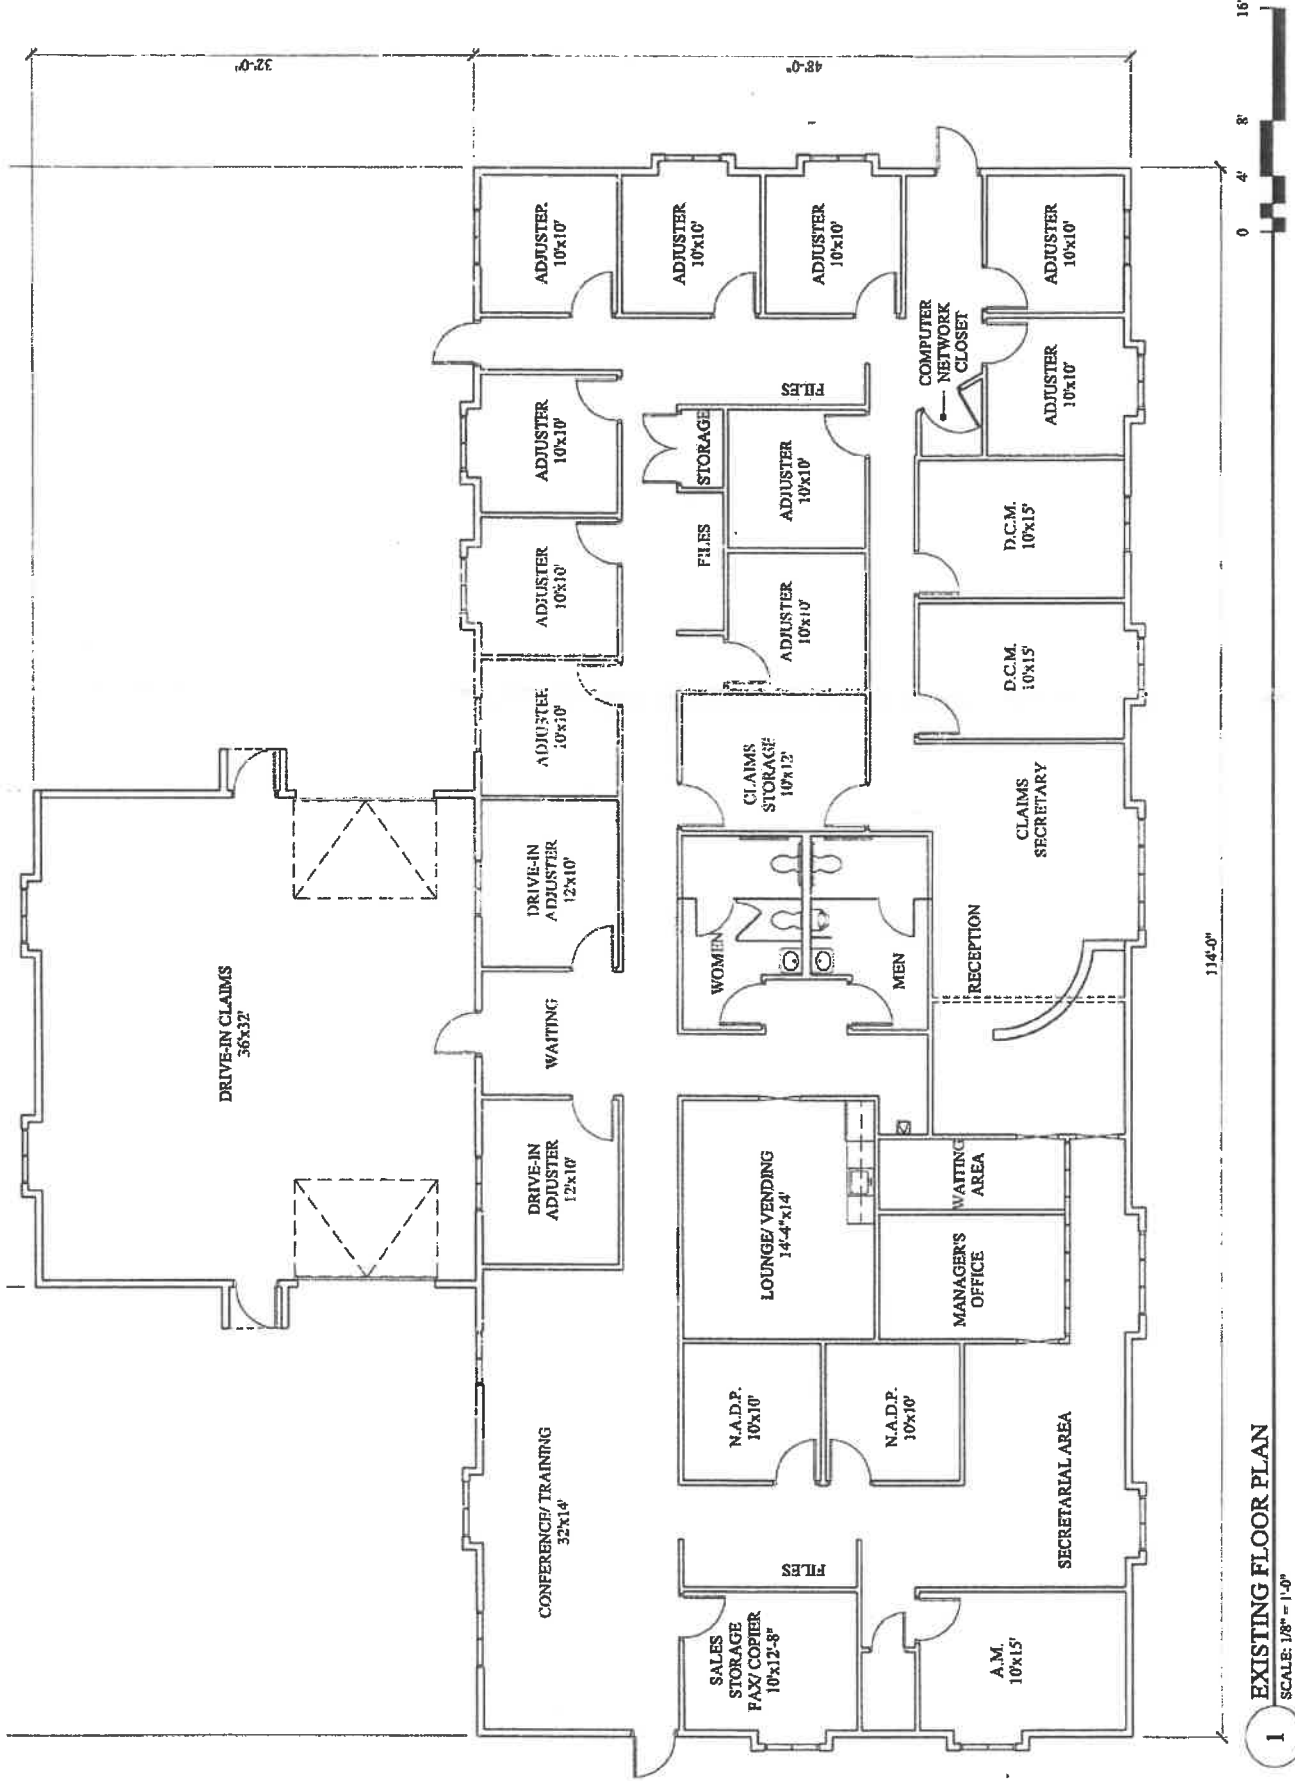 32'-0"
48'-0"
114'-0"
DRIVE-IN CLAIMS
36'x32'
CONFERENCE/ TRAINING
32'x14'
DRIVE-IN
ADJUSTER
12'x10'
WAITING
DRIVE-IN
ADJUSTER
12'x10'
ADJUSTER
10'x10'
ADJUSTER
10'x10'
ADJUSTER
10'x10'
ADJUSTER
10'x10'
ADJUSTER
10'x10'
ADJUSTER
10'x10'
SALES
STORAGE
FAX/ COPIER
10'x12'-8"
FILES
N.A.D.P.
10'x10'
N.A.D.P.
10'x10'
LOUNGE/ VENDING
14'-4"x14'
WOMEN
MEN
CLAIMS
STORAGE
10'x12'
FILES
STORAGE
ADJUSTER
10'x10'
ADJUSTER
10'x10'
FILES
A.M.
10'x15'
SECRETARIAL AREA
MANAGER'S
OFFICE
WAITING
AREA
RECEPTION
CLAIMS
SECRETARY
D.C.M.
10'x15'
D.C.M.
10'x15'
COMPUTER
NETWORK
CLOSET
ADJUSTER
10'x10'
ADJUSTER
10'x10'
1
EXISTING FLOOR PLAN
SCALE: 1/8" = 1'-0"
0 4' 8' 16'